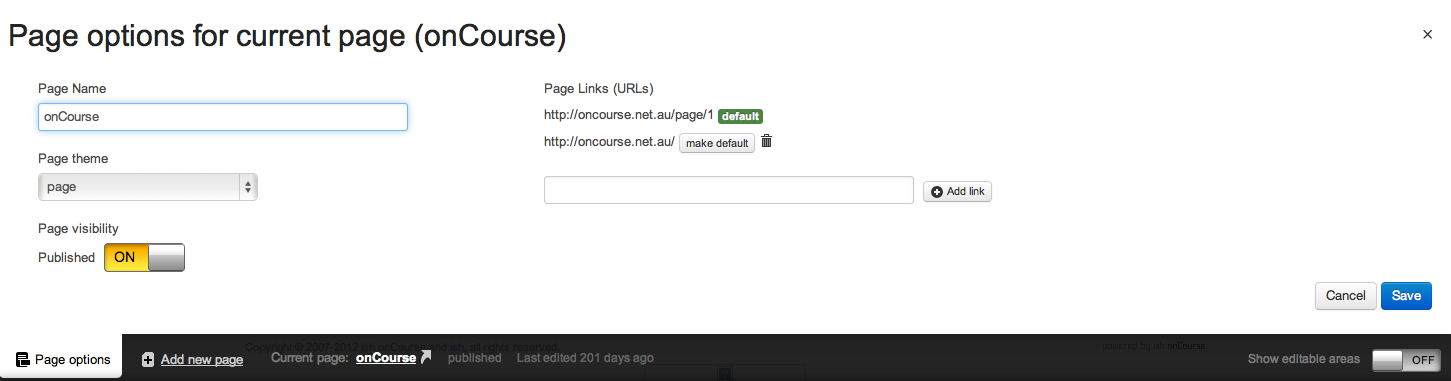 Page options for current page (onCourse)
×
Page Name
onCourse
Page theme
page
Page visibility
Published ON
Page Links (URLs)
http://oncourse.net.au/page/1 default
http://oncourse.net.au/ make default
Add link
Cancel Save
Page options
Add new page
Current page: onCourse published Last edited 201 days ago
Copyright © 2007-2012 ish onCourse and ish, all rights reserved.
powered by ish onCourse
Show editable areas OFF